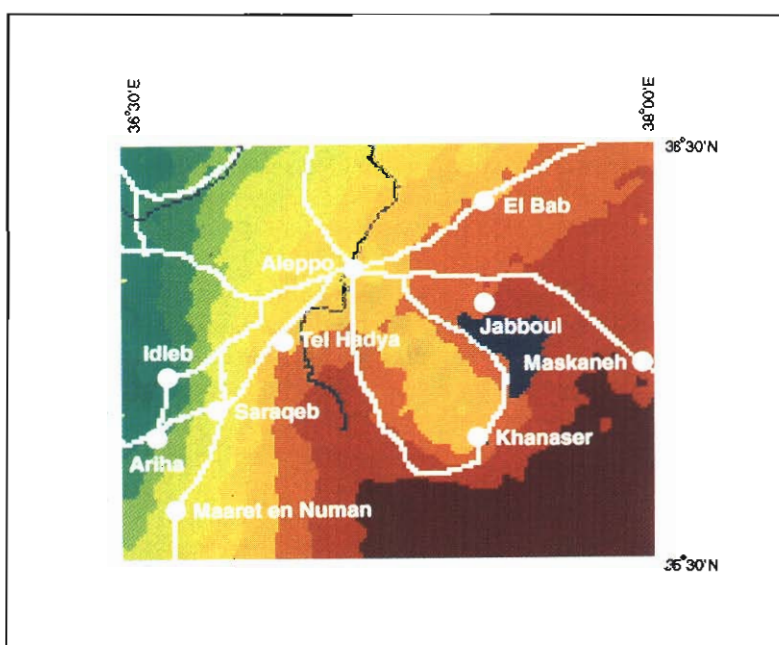 36°30'E
38°00'E
36°30'N
El Bab
Aleppo
Jabboul
Tel Hadya
Idleb
Maskaneh
Saraqeb
Khanaser
Ariha
Maaret en Numan
35°30'N